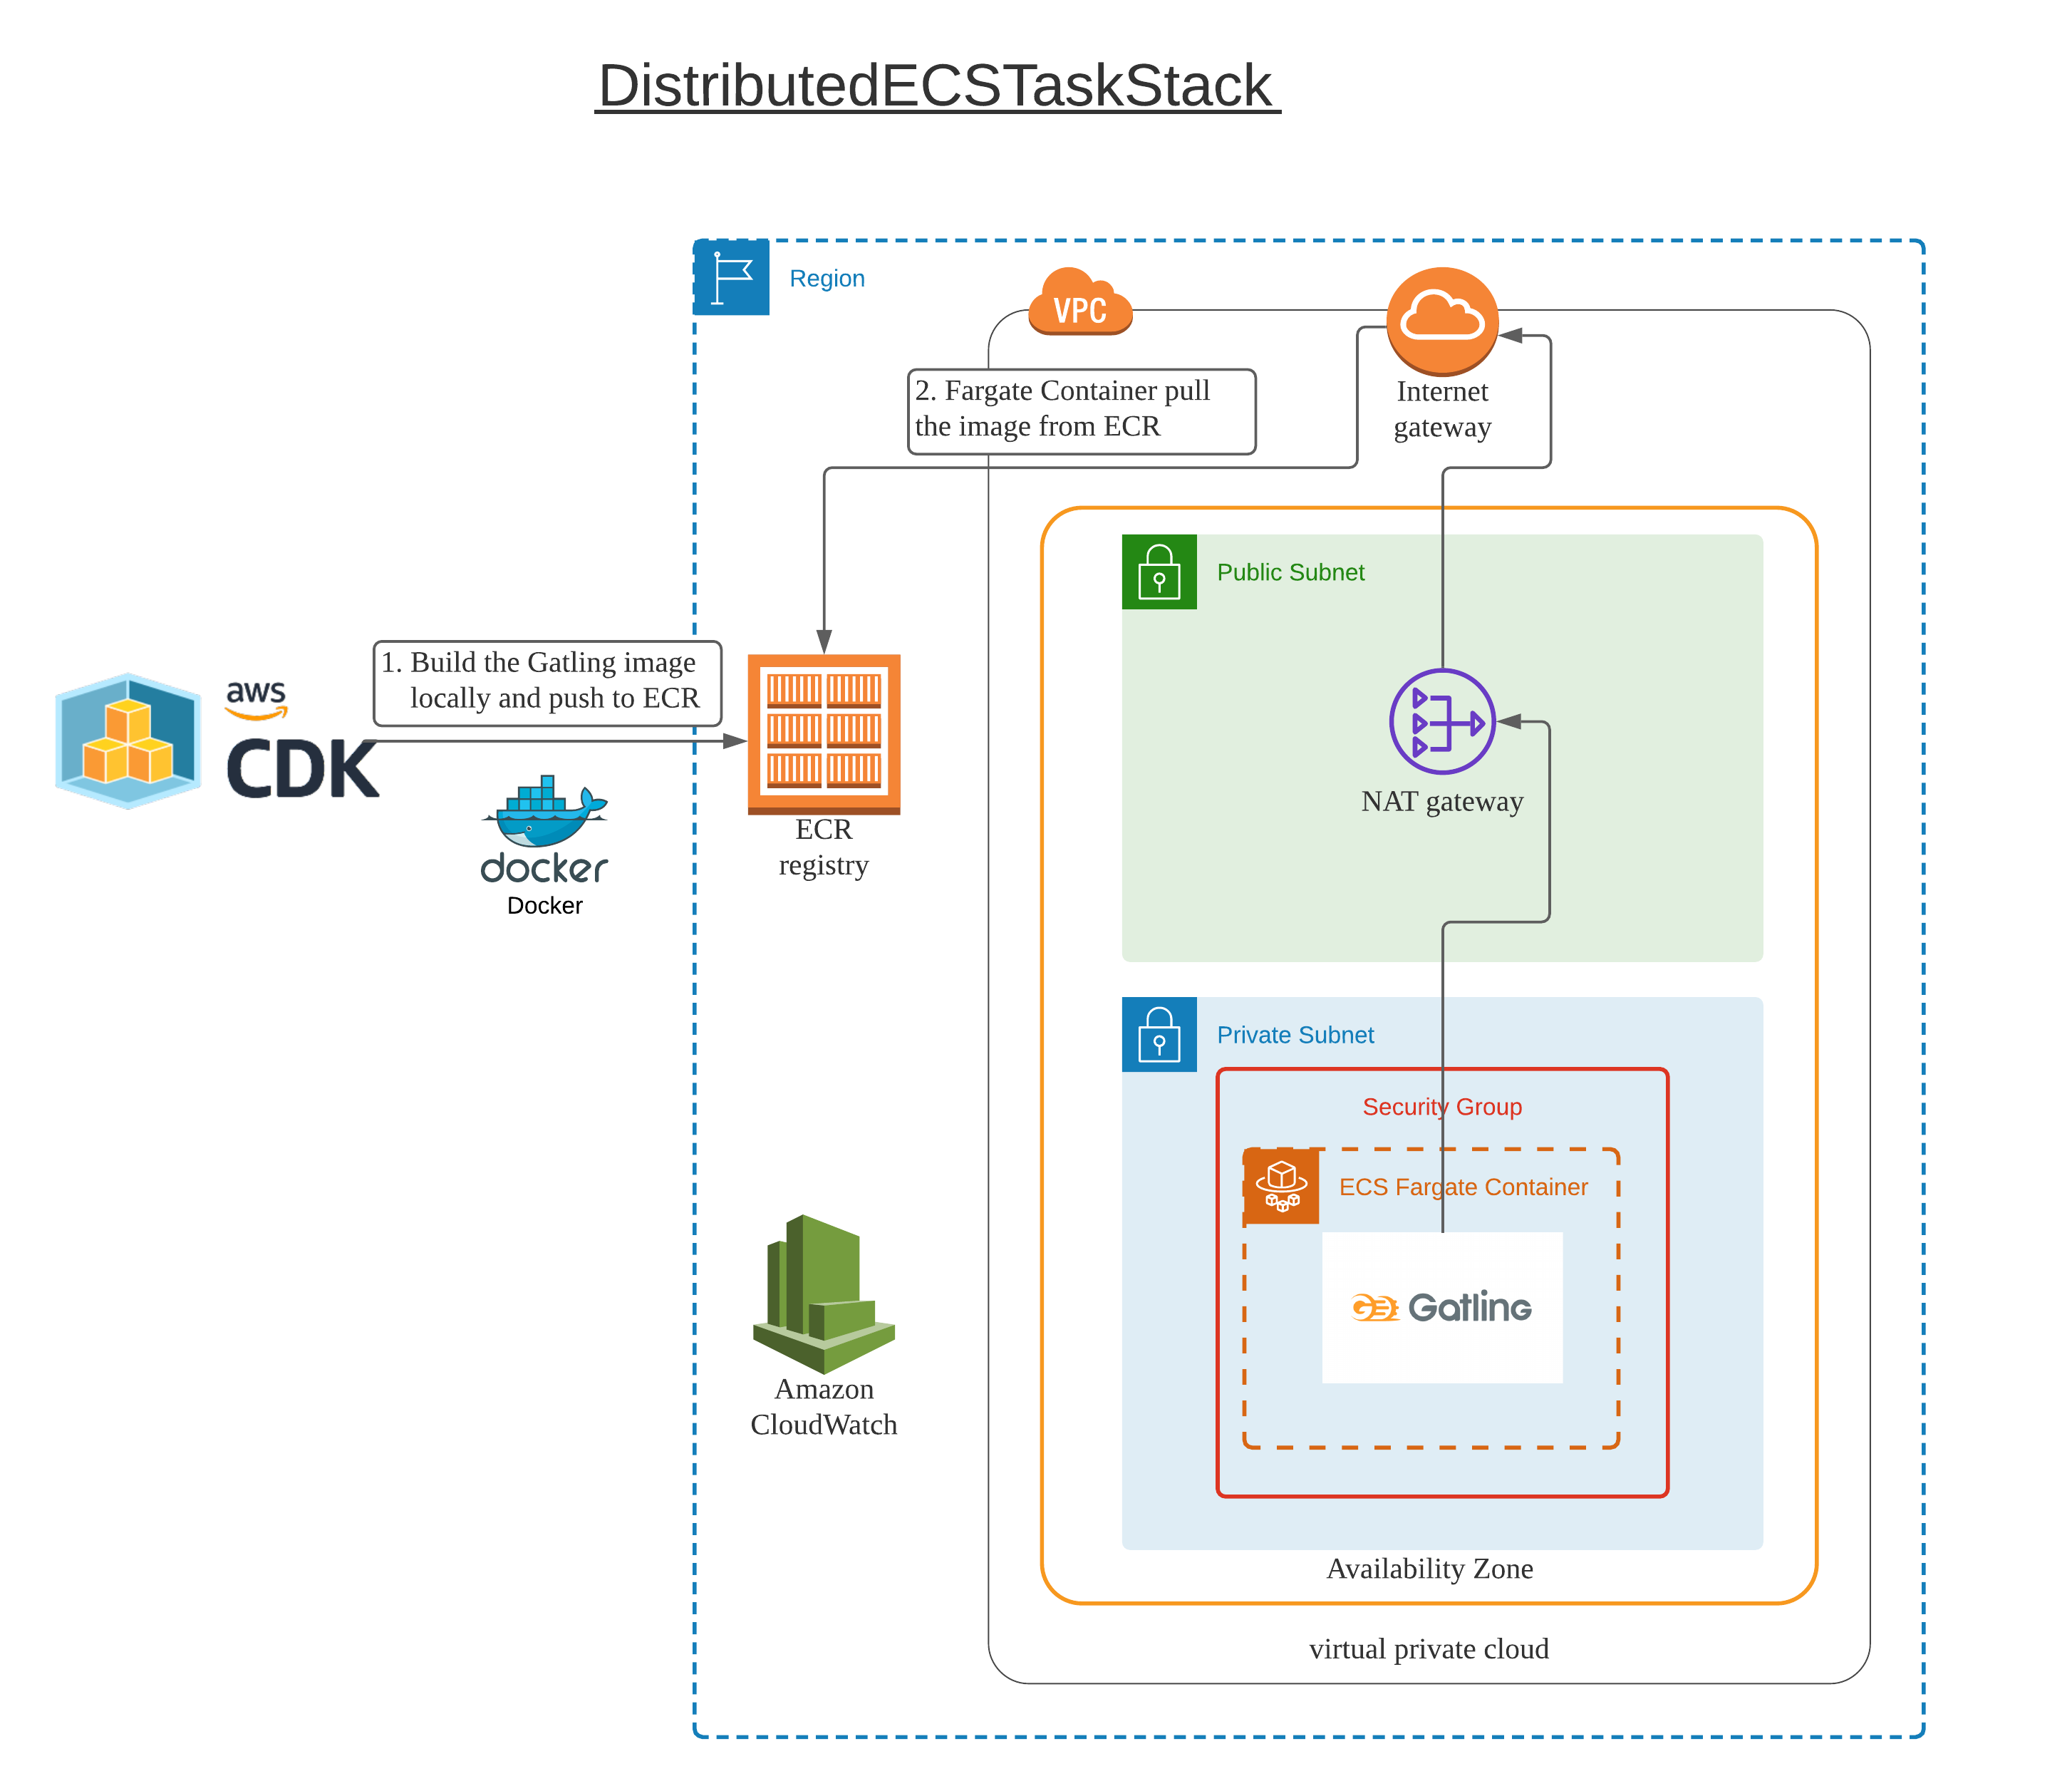 DistributedECSTaskStack
Region
VPC
2. Fargate Container pull
the image from ECR
Internet
gateway
Public Subnet
1. Build the Gatling image
locally and push to ECR
aws
CDK
docker
Docker
ECR
registry
NAT gateway
Private Subnet
Security Group
ECS Fargate Container
Gatling
Amazon
CloudWatch
Availability Zone
virtual private cloud